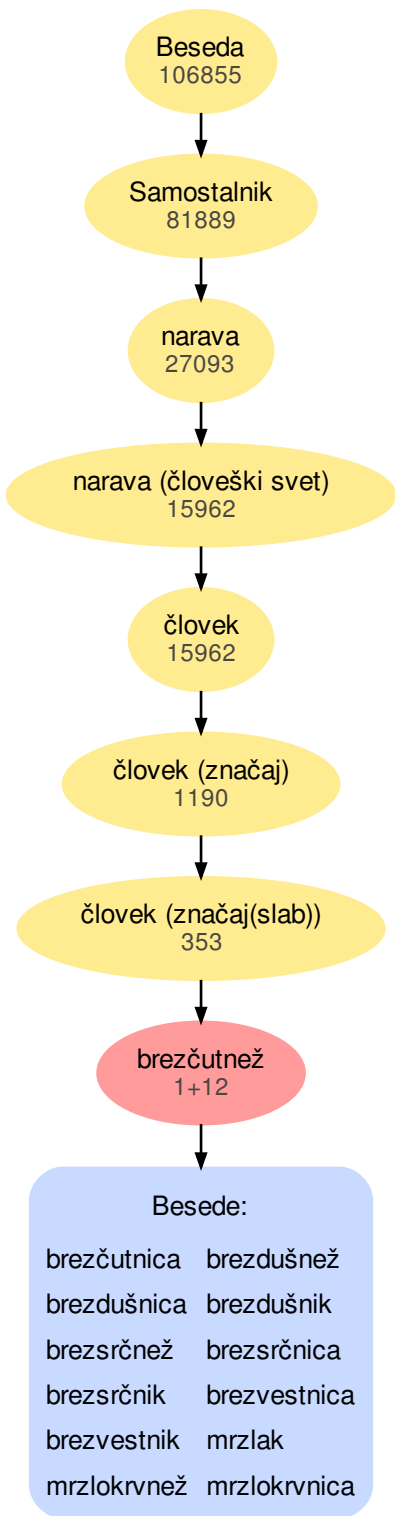 Beseda
106855
Samostalnik
81889
narava
27093
narava (človeški svet)
15962
človek
15962
človek (značaj)
1190
človek (značaj(slab))
353
brezčutnež
1+12
Besede:
brezčutnica brezdušnež
brezdušnica brezdušnik
brezsrčnež brezsrčnica
brezsrčnik brezvestnica
brezvestnik mrzlak
mrzlokrvnež mrzlokrvnica